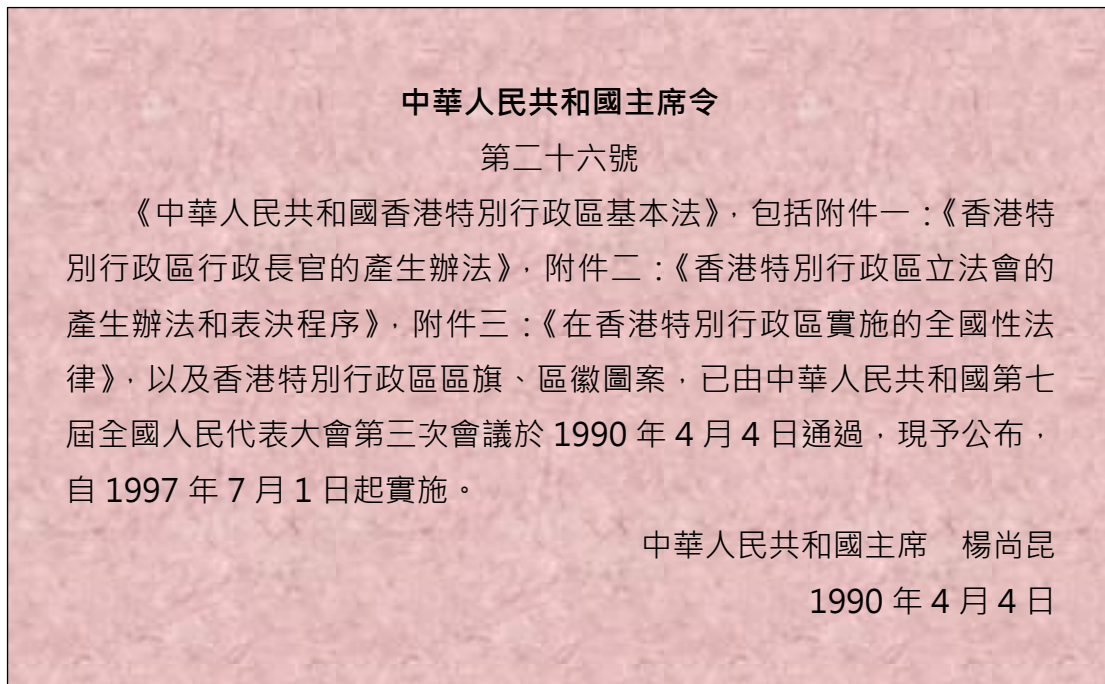 中華人民共和國主席令
第二十六號
《中華人民共和國香港特別行政區基本法》，包括附件一：《香港特
別行政區行政長官的產生辦法》，附件二：《香港特別行政區立法會的
產生辦法和表決程序》，附件三：《在香港特別行政區實施的全國性法
律》，以及香港特別行政區區旗、區徽圖案，已由中華人民共和國第七
屆全國人民代表大會第三次會議於 1990 年 4 月 4 日通過，現予公布，
自 1997 年 7 月 1 日起實施。
中華人民共和國主席　楊尚昆
1990 年 4 月 4 日